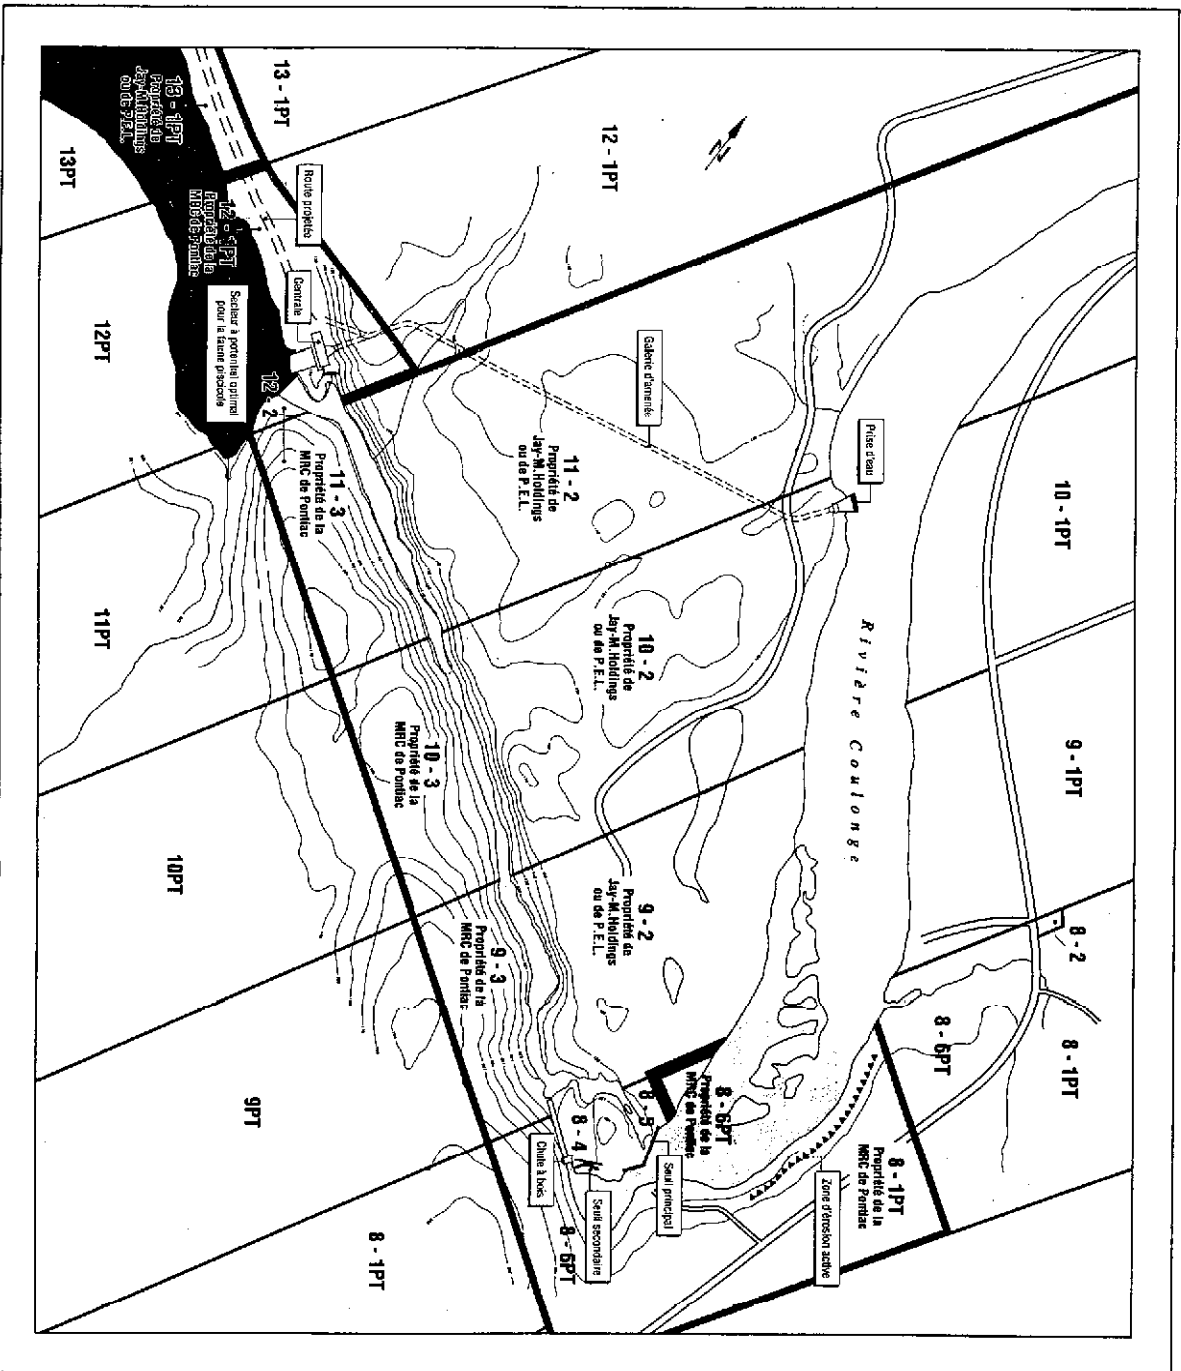 13 - 1PT
13 - 1PT
Propriété de
Jay-M.Holdings
ou de P.E.L.
13PT
12 - 1PT
Route projetée
12 - 1PT
Propriété de la
MRC de Pontiac
Centrale
Secteur à potentiel optimal
pour la faune piscicole
12PT
12 - 2
N
Galerie d'amenée
Prise d'eau
11 - 2
Propriété de
Jay-M.Holdings
ou de P.E.L.
11 - 3
Propriété de la
MRC de Pontiac
11PT
10 - 1PT
10 - 2
Propriété de
Jay-M.Holdings
ou de P.E.L.
Rivière Coulonge
10 - 3
Propriété de la
MRC de Pontiac
10PT
9 - 1PT
9 - 2
Propriété de
Jay-M.Holdings
ou de P.E.L.
9 - 3
Propriété de la
MRC de Pontiac
9PT
8 - 2
8 - 1PT
8 - 6PT
8 - 6PT
Propriété de la
MRC de Pontiac
8 - 5
8 - 4
8 - 1PT
Propriété de la
MRC de Pontiac
Zone d'érosion active
Seuil principal
Seuil secondaire
Chute à bois
8 - 6PT
8 - 1PT